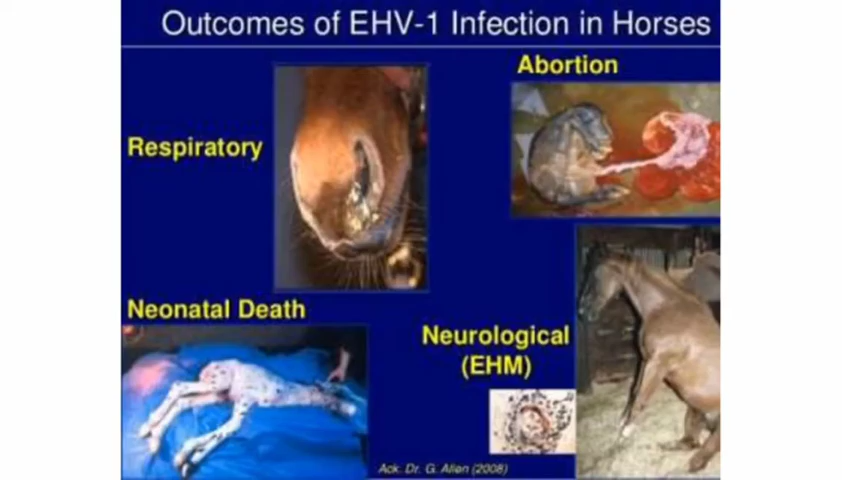 Outcomes of EHV-1 Infection in Horses
Abortion
Respiratory
Neonatal Death
Neurological
(EHM)
Ack. Dr. G. Allen (2008)